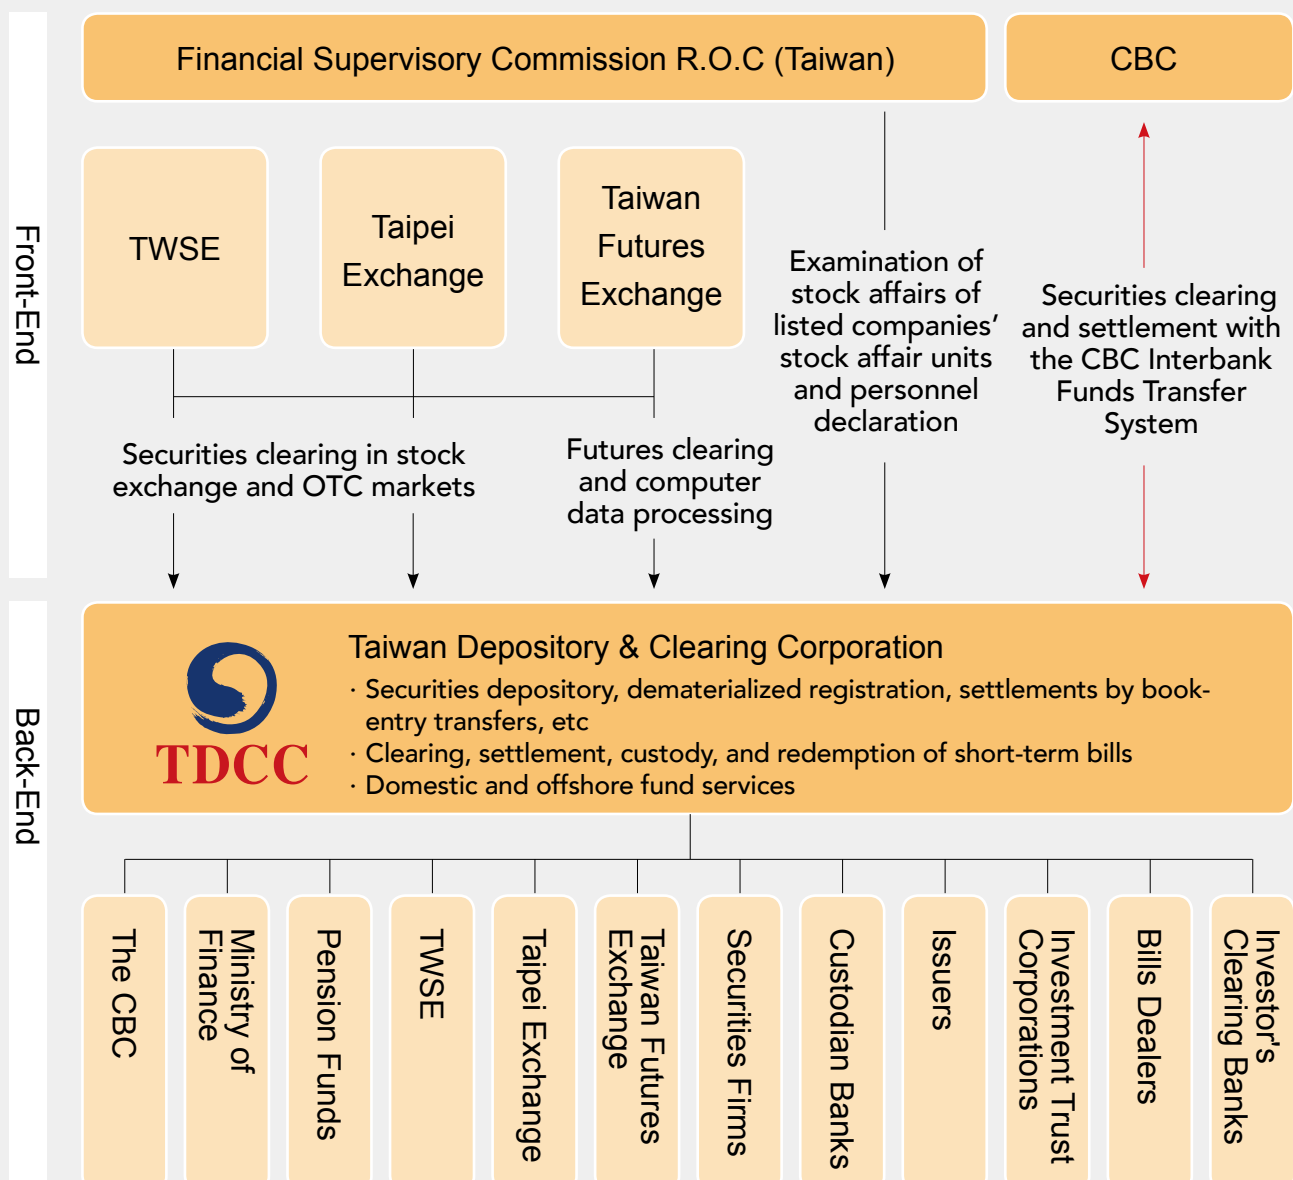 Front-End
Financial Supervisory Commission R.O.C (Taiwan)
CBC
TWSE
Taipei
Exchange
Taiwan
Futures
Exchange
Examination of
stock affairs of
listed companies’
stock affair units
and personnel
declaration
Securities clearing
and settlement with
the CBC Interbank
Funds Transfer
System
Securities clearing in stock
exchange and OTC markets
Futures clearing
and computer
data processing
Back-End
TDCC
Taiwan Depository & Clearing Corporation
· Securities depository, dematerialized registration, settlements by book-
entry transfers, etc
· Clearing, settlement, custody, and redemption of short-term bills
· Domestic and offshore fund services
The CBC
Ministry of
Finance
Pension Funds
TWSE
Taipei Exchange
Taiwan Futures
Exchange
Securities Firms
Custodian Banks
Issuers
Investment Trust
Corporations
Bills Dealers
Investor's
Clearing Banks